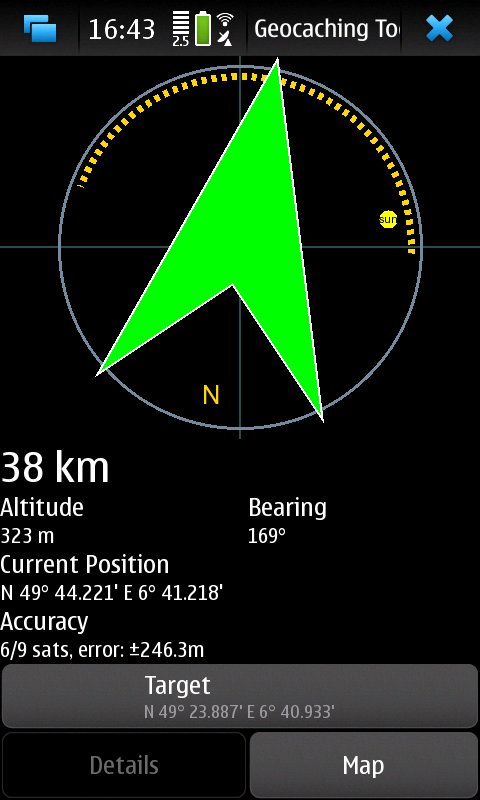 16:43
2.5
Geocaching To
sun
N
38 km
Altitude
Bearing
323 m
169°
Current Position
N 49° 44.221' E 6° 41.218'
Accuracy
6/9 sats, error: ±246.3m
Target
N 49° 23.887' E 6° 40.933'
Details
Map